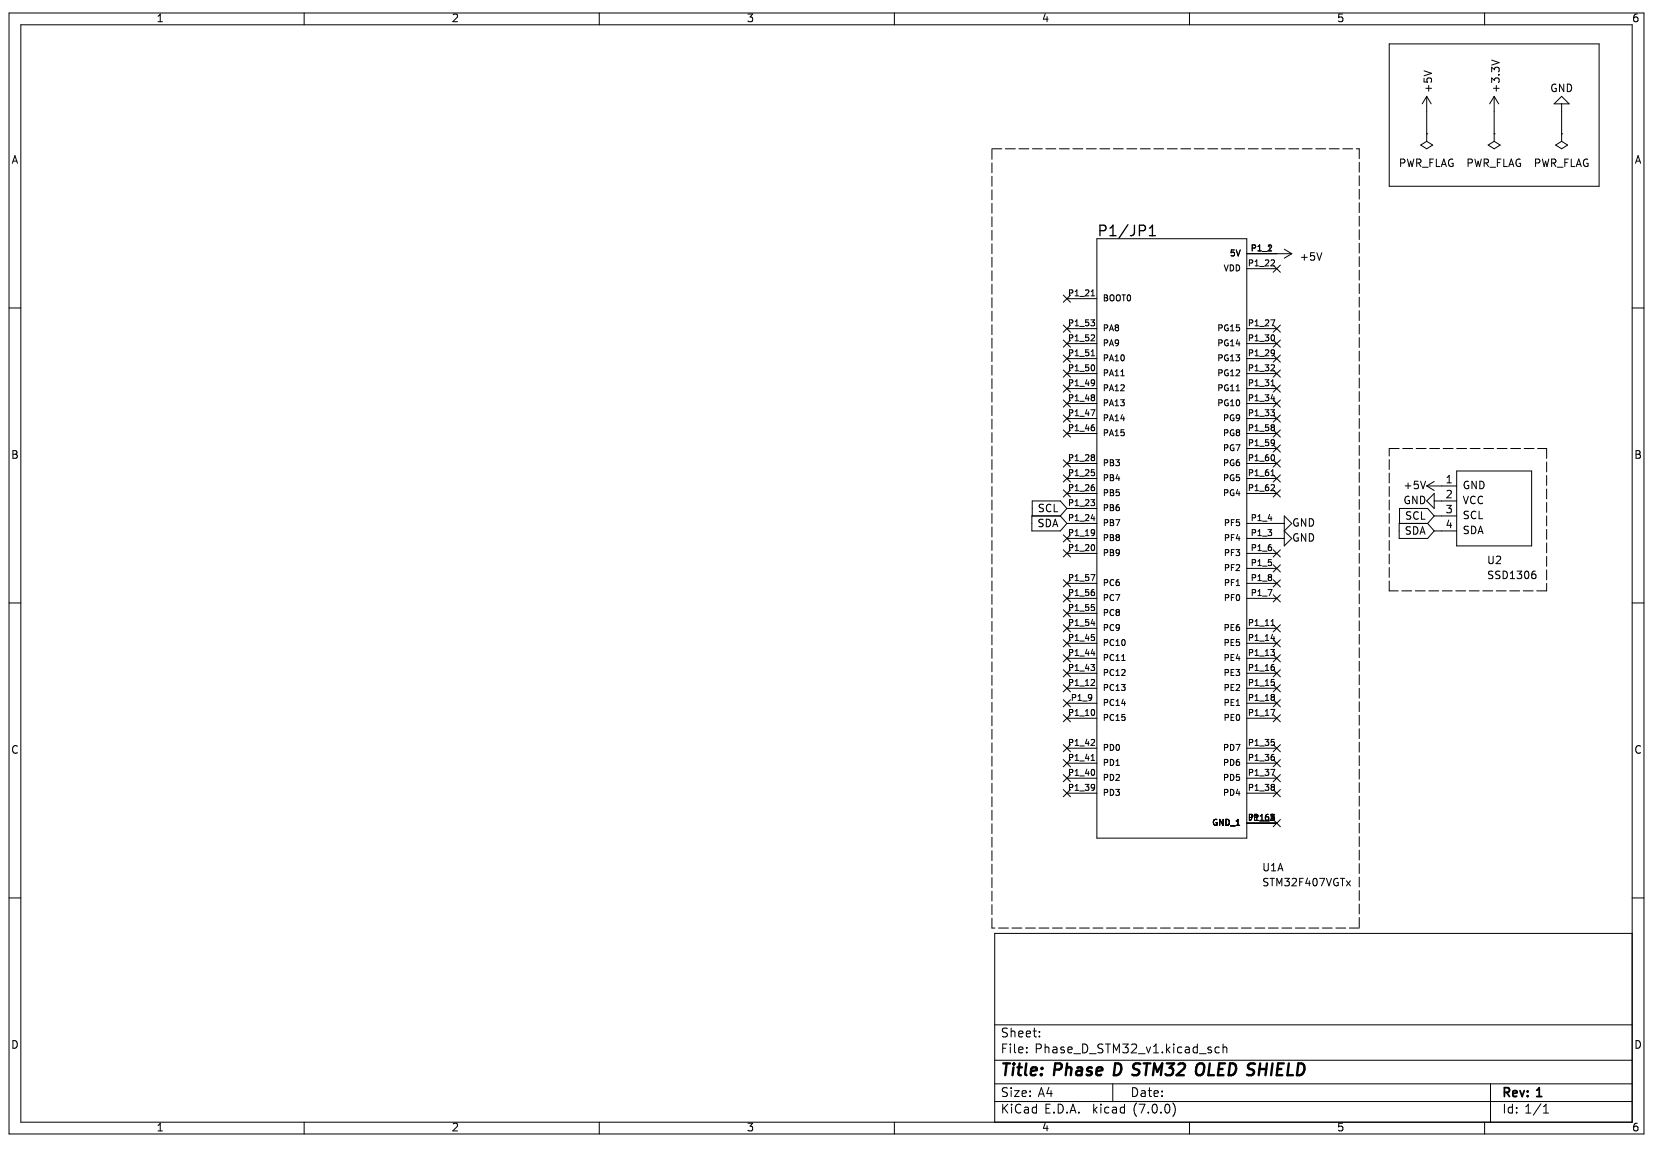 1 2 3 4 5 6
+5V +3.3V GND
PWR_FLAG PWR_FLAG PWR_FLAG
A A
P1/JP1
5V P1_2 +5V
VDD P1_22
P1_21 BOOT0
P1_53 PA8 PG15 P1_27
P1_52 PA9 PG14 P1_30
P1_51 PA10 PG13 P1_29
P1_50 PA11 PG12 P1_32
P1_49 PA12 PG11 P1_31
P1_48 PA13 PG10 P1_34
P1_47 PA14 PG9 P1_33
P1_46 PA15 PG8 P1_58
PG7 P1_59
B B
P1_28 PB3 PG6 P1_60
P1_25 PB4 PG5 P1_61
P1_26 PB5 PG4 P1_62
SCL P1_23 PB6
SDA P1_24 PB7 PF5 P1_4 GND
P1_19 PB8 PF4 P1_3 GND
P1_20 PB9 PF3 P1_6
PF2 P1_5
P1_57 PC6 PF1 P1_8
P1_56 PC7 PF0 P1_7
P1_55 PC8
P1_54 PC9 PE6 P1_11
P1_45 PC10 PE5 P1_14
P1_44 PC11 PE4 P1_13
P1_43 PC12 PE3 P1_16
P1_12 PC13 PE2 P1_15
P1_9 PC14 PE1 P1_18
P1_10 PC15 PE0 P1_17
P1_42 PD0 PD7 P1_35
P1_41 PD1 PD6 P1_36
P1_40 PD2 PD5 P1_37
P1_39 PD3 PD4 P1_38
GND_1
U1A
STM32F407VGTx
+5V 1 GND
GND 2 VCC
SCL 3 SCL
SDA 4 SDA
U2
SSD1306
C C
D D
Sheet:
File: Phase_D_STM32_v1.kicad_sch
Title: Phase D STM32 OLED SHIELD
Size: A4 Date: Rev: 1
KiCad E.D.A. kicad (7.0.0) Id: 1/1
1 2 3 4 5 6